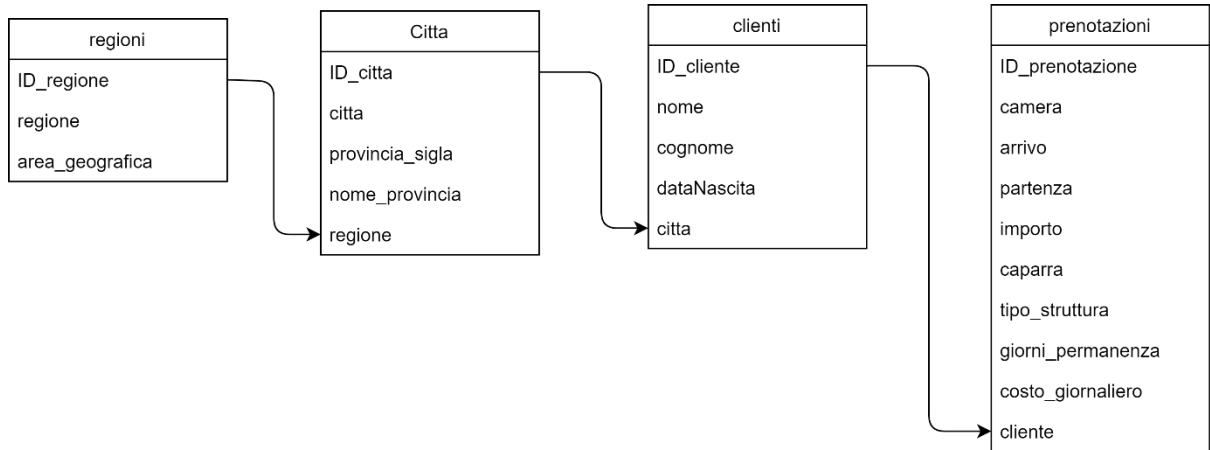 regioni
ID_regione
regione
area_geografica
Citta
ID_citta
citta
provincia_sigla
nome_provincia
regione
clienti
ID_cliente
nome
cognome
dataNascita
citta
prenotazioni
ID_prenotazione
camera
arrivo
partenza
importo
caparra
tipo_struttura
giorni_permanenza
costo_giornaliero
cliente